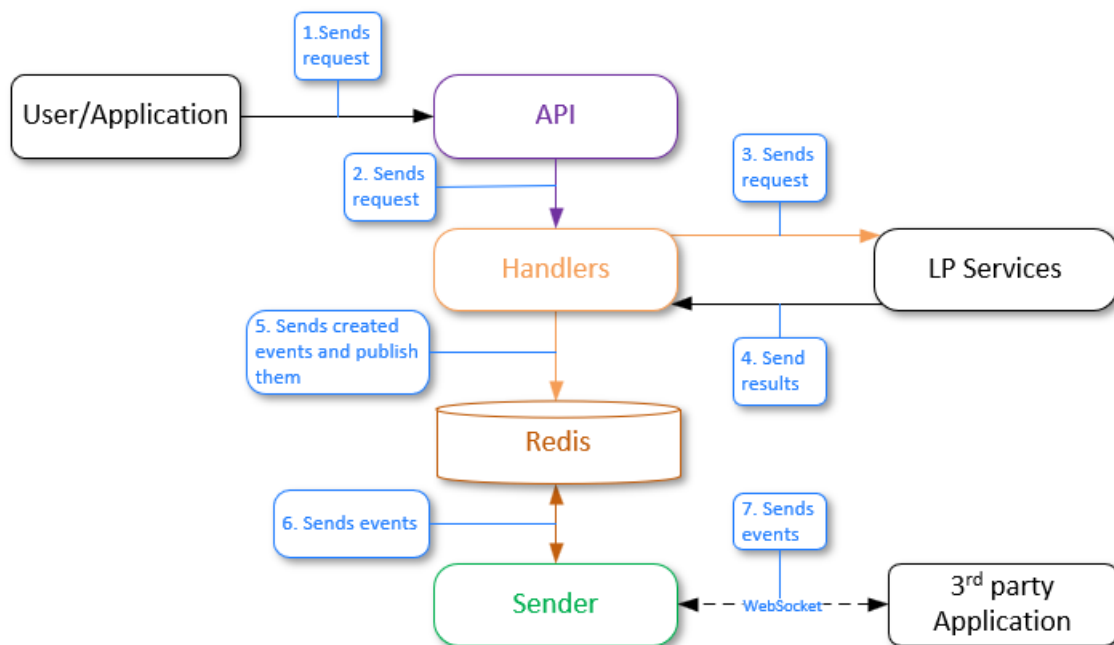 1.Sends
request
User/Application
API
2. Sends
request
3. Sends
request
Handlers
LP Services
5. Sends created
events and publish
them
4. Send
results
Redis
6. Sends events
7. Sends
events
Sender
WebSocket
3rd party
Application